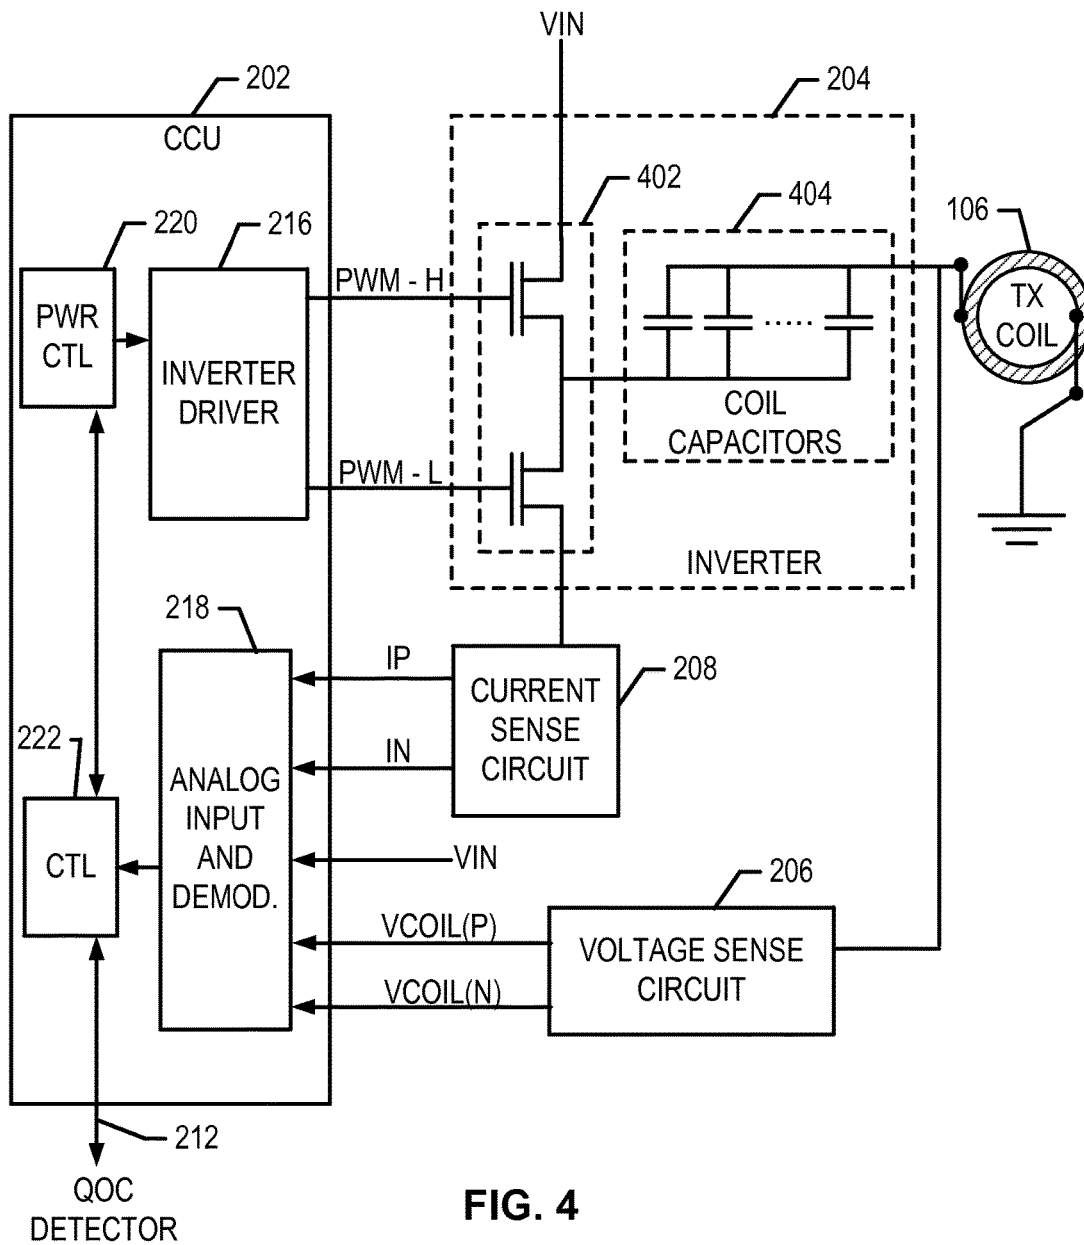 VIN
202
204
CCU
402
404
106
220
216
PWM - H
TX
COIL
PWR
CTL
INVERTER
DRIVER
.....
COIL
CAPACITORS
PWM - L
INVERTER
218
IP
CURRENT
SENSE
CIRCUIT
208
222
IN
ANALOG
INPUT
AND
DEMOD.
CTL
VIN
206
VCOIL(P)
VOLTAGE SENSE
CIRCUIT
VCOIL(N)
212
QOC
DETECTOR
FIG. 4